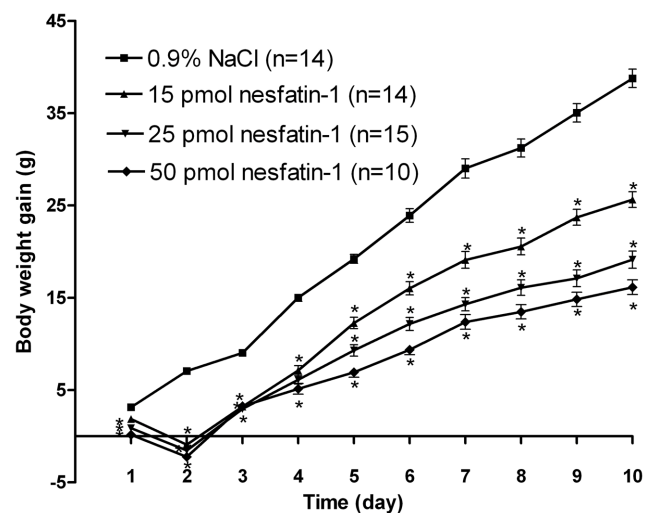 45
35
25
15
5
-5
Body weight gain (g)
0.9% NaCl (n=14)
15 pmol nesfatin-1 (n=14)
25 pmol nesfatin-1 (n=15)
50 pmol nesfatin-1 (n=10)
* * * * * *
* * * * * *
* * * * * * *
1 2 3 4 5 6 7 8 9 10
Time (day)